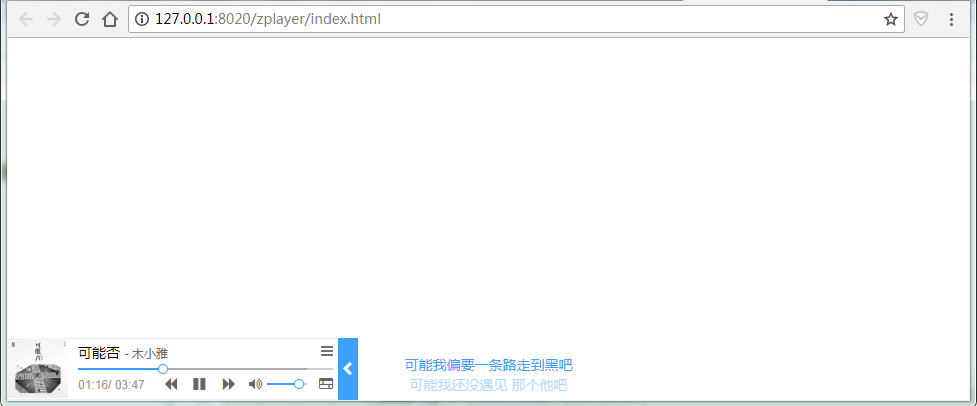 127.0.0.1:8020/zplayer/index.html
可能否 - 木小雅
01:16/ 03:47
可能我偏要一条路走到黑吧
可能我还没遇见 那个他吧